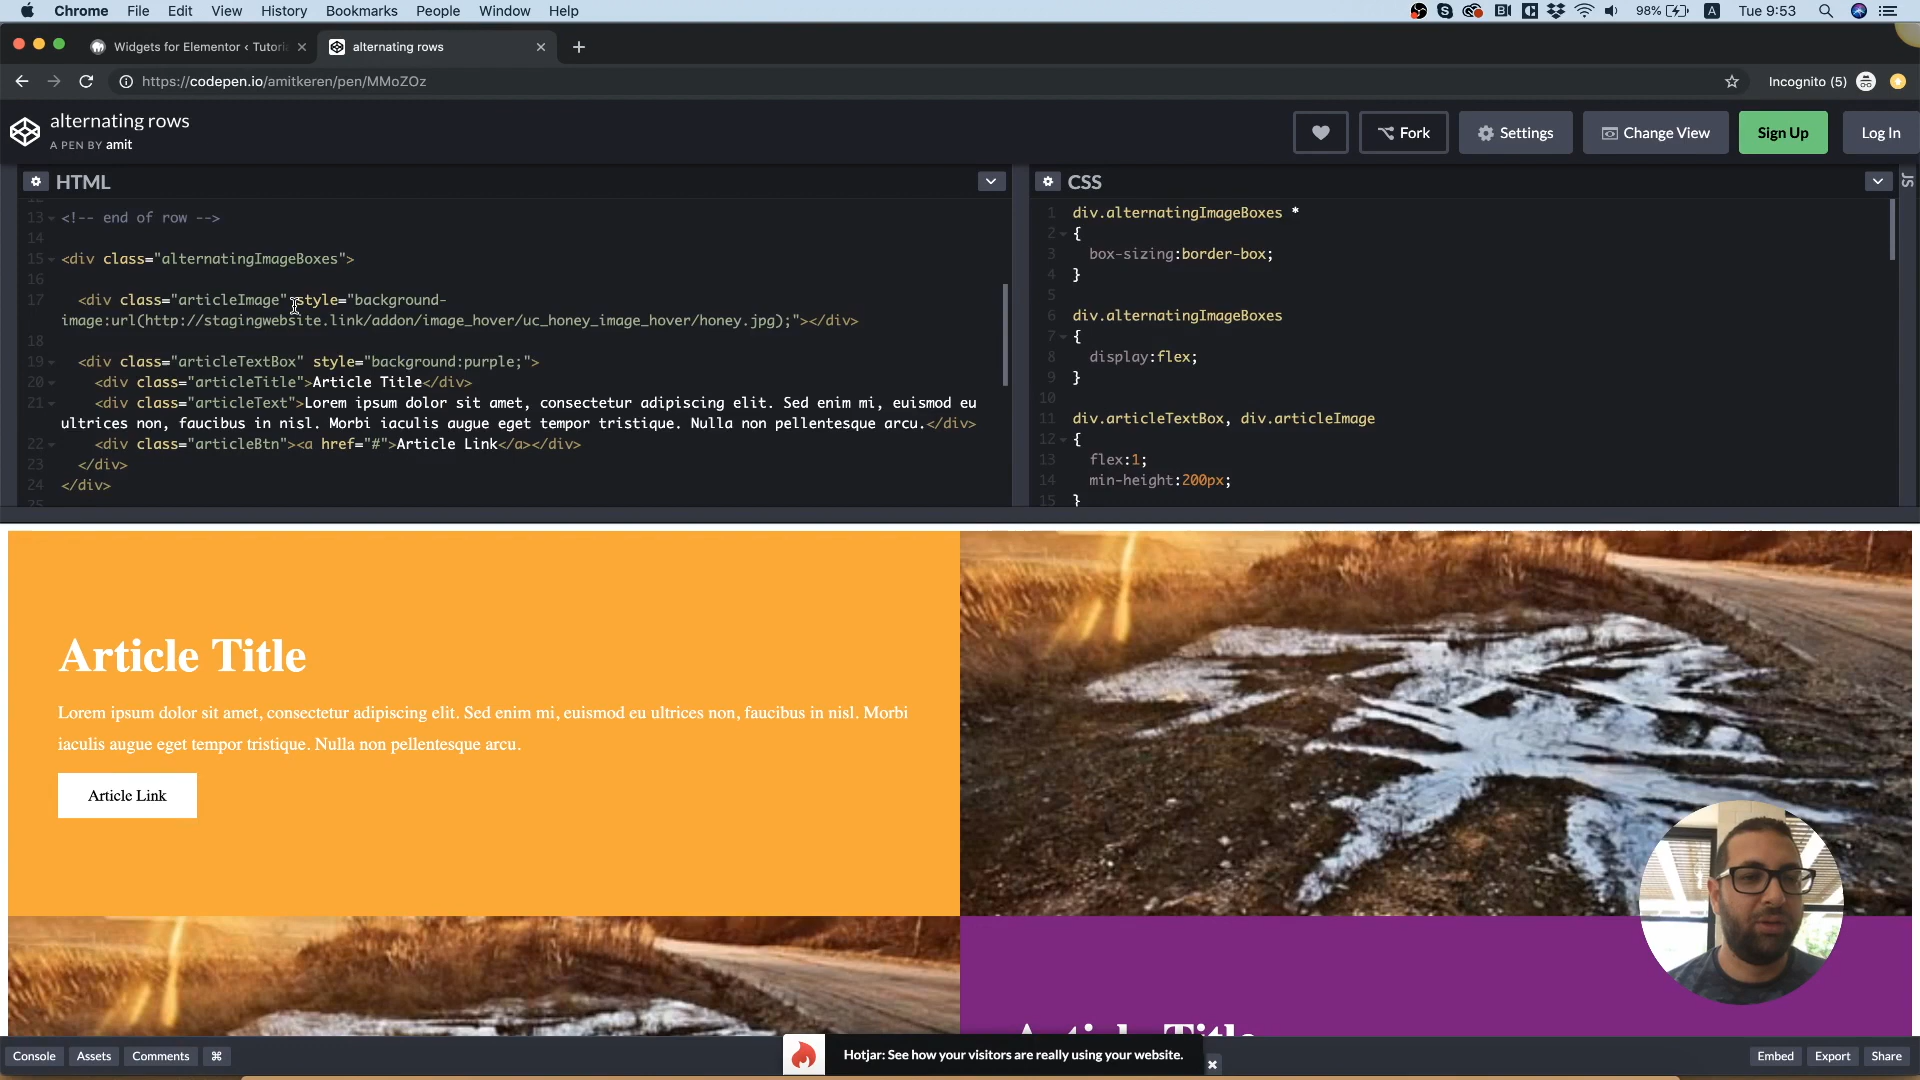 Chrome File Edit View History Bookmarks People Window Help 98% A Tue 9:53
Widgets for Elementor ‹ Tutori
alternating rows
https://codepen.io/amitkeren/pen/MMoZOz
Incognito (5)
alternating rows
A PEN BY amit
Fork
Settings
Change View
Sign Up
Log In
HTML
13 <!-- end of row -->
14
15 <div class="alternatingImageBoxes">
16
17 <div class="articleImage" style="background-
image:url(http://stagingwebsite.link/addon/image_hover/uc_honey_image_hover/honey.jpg);"></div>
18
19 <div class="articleTextBox" style="background:purple;">
20 <div class="articleTitle">Article Title</div>
21 <div class="articleText">Lorem ipsum dolor sit amet, consectetur adipiscing elit. Sed enim mi, euismod eu
ultrices non, faucibus in nisl. Morbi iaculis augue eget tempor tristique. Nulla non pellentesque arcu.</div>
22 <div class="articleBtn"><a href="#">Article Link</a></div>
23 </div>
24 </div>
CSS
JS
1 div.alternatingImageBoxes *
2 {
3 box-sizing:border-box;
4 }
5
6 div.alternatingImageBoxes
7 {
8 display:flex;
9 }
10
11 div.articleTextBox, div.articleImage
12 {
13 flex:1;
14 min-height:200px;
15 }
Article Title
Lorem ipsum dolor sit amet, consectetur adipiscing elit. Sed enim mi, euismod eu ultrices non, faucibus in nisl. Morbi
iaculis augue eget tempor tristique. Nulla non pellentesque arcu.
Article Link
Article Title
Console Assets Comments ⌘
Hotjar: See how your visitors are really using your website.
Embed Export Share